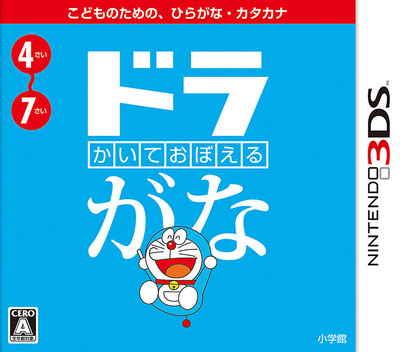 こどものための、ひらがな・カタカナ
4さい
7さい
ドラ
かいておぼえる
がな
小学館
CERO
A
NINTENDO 3DS